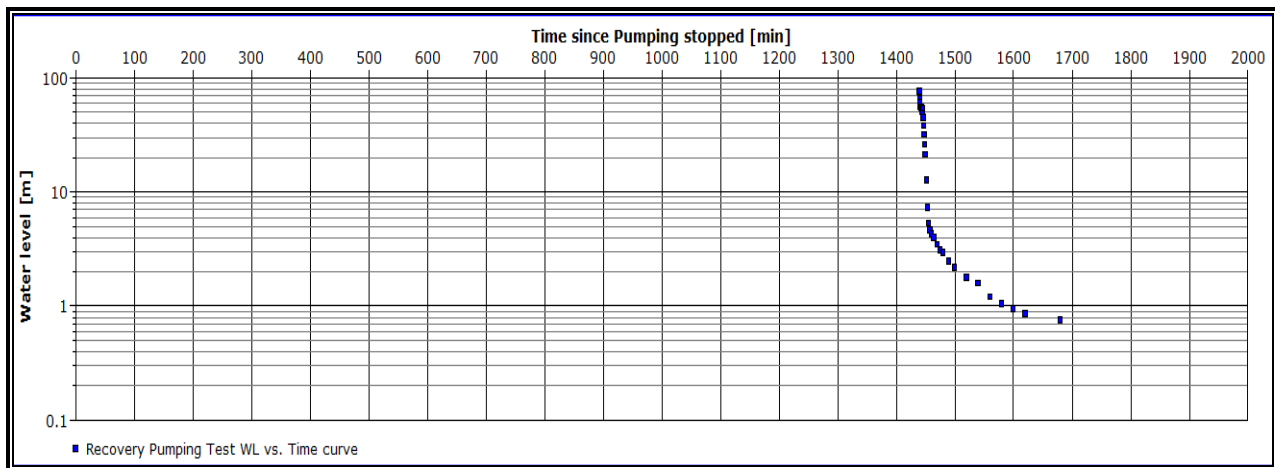 Time since Pumping stopped [min]
0 100 200 300 400 500 600 700 800 900 1000 1100 1200 1300 1400 1500 1600 1700 1800 1900 2000
100
10
1
0.1
Water level [m]
Recovery Pumping Test WL vs. Time curve